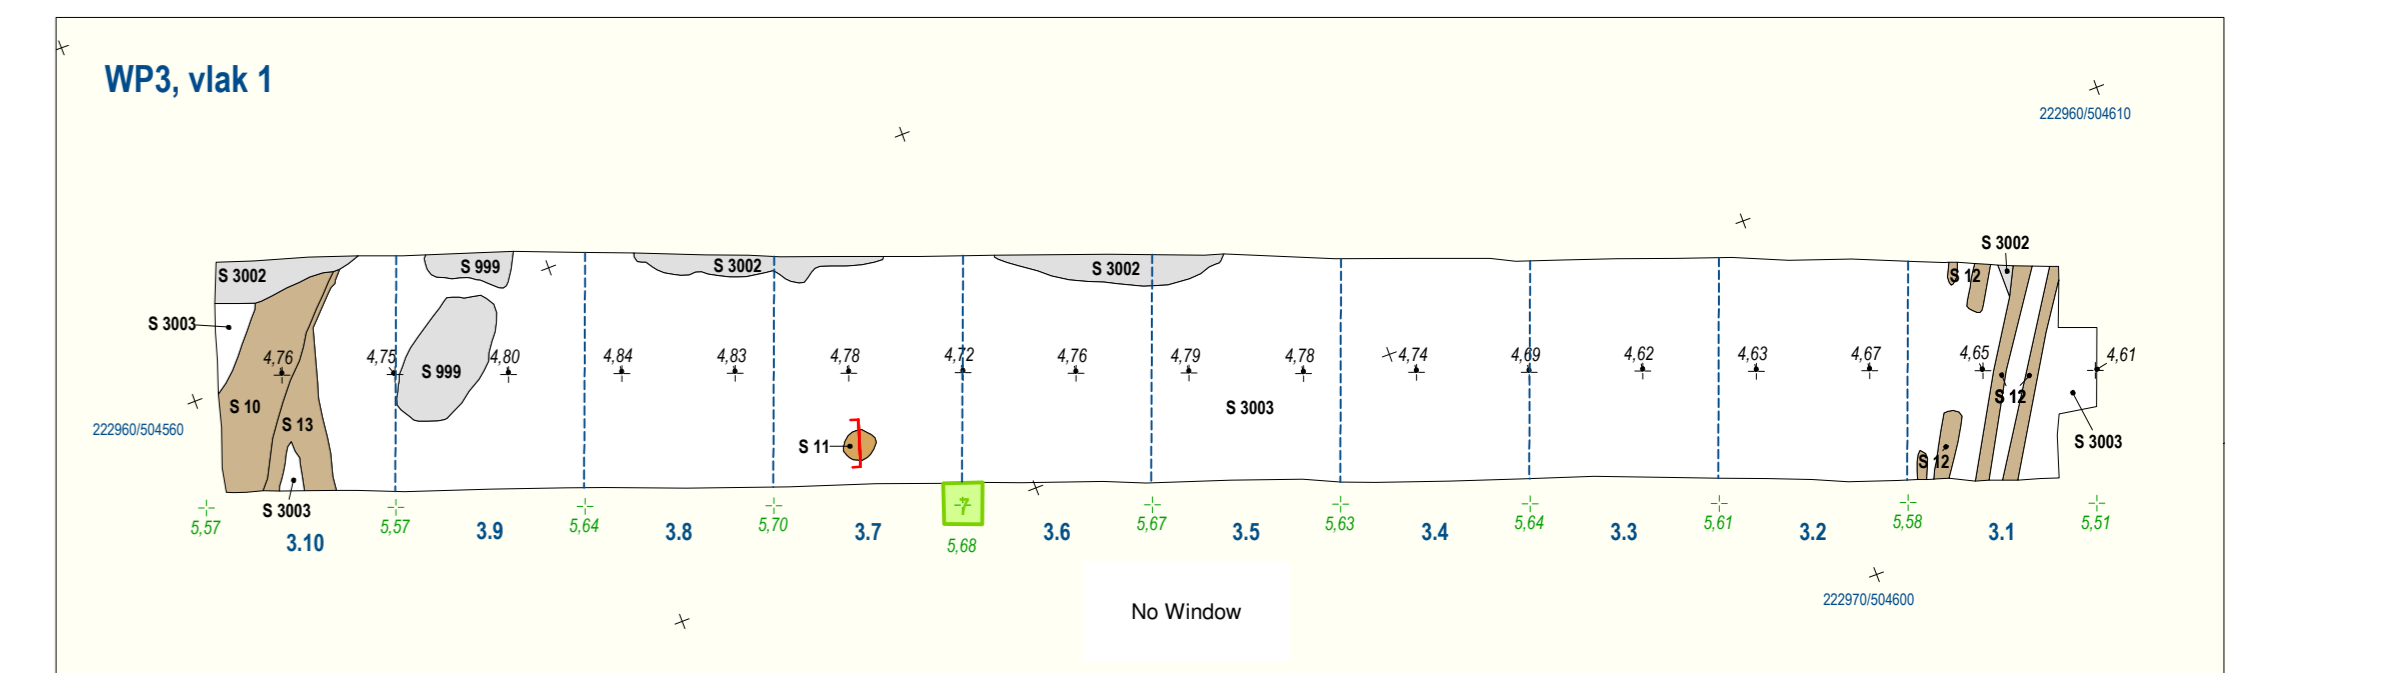 WP3, vlak 1
222960/504610
S 3002
S 3002
S 999
S 3002
S 3002
S 12
S 3003
4,76
4,75
4,80
4,84
4,83
4,78
4,72
4,76
4,79
4,78
4,74
4,69
4,62
4,63
4,67
4,65
4,61
S 999
S 10
S 3003
S 12
222960/504560
S 13
S 11
S 3003
S 12
S 3003
5,57
5,57
5,64
5,70
5,68
5,67
5,63
5,64
5,61
5,58
5,51
3.10
3.9
3.8
3.7
3.6
3.5
3.4
3.3
3.2
3.1
222970/504600
No Window